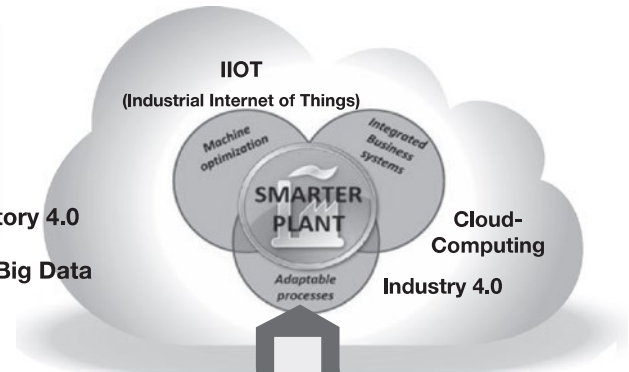 IIOT
(Industrial Internet of Things)
Machine
optimization
Integrated
Business
systems
SMARTER
PLANT
tory 4.0
Big Data
Cloud-
Computing
Adaptable
processes
Industry 4.0